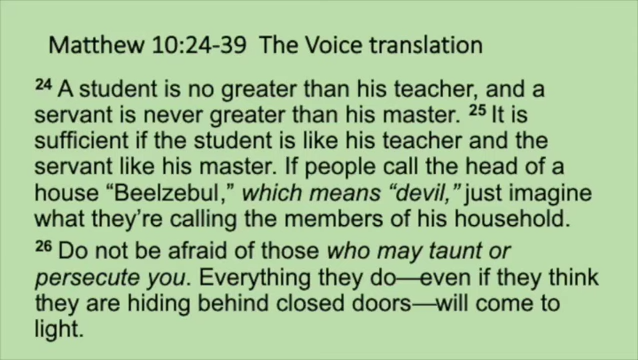 Matthew 10:24-39  The Voice translation
24 A student is no greater than his teacher, and a
servant is never greater than his master. 25 It is
sufficient if the student is like his teacher and the
servant like his master. If people call the head of a
house “Beelzebul,” which means “devil,” just imagine
what they’re calling the members of his household.
26 Do not be afraid of those who may taunt or
persecute you. Everything they do—even if they think
they are hiding behind closed doors—will come to
light.